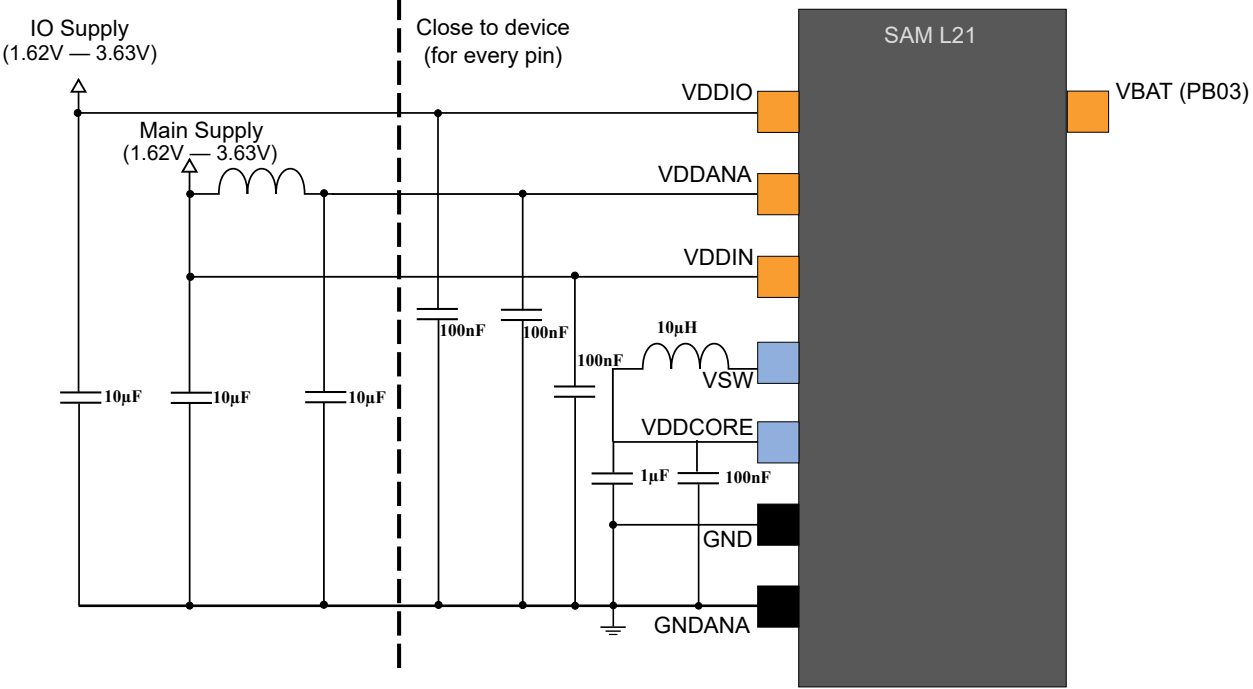 IO Supply
(1.62V — 3.63V)
Close to device
(for every pin)
SAM L21
VDDIO
VBAT (PB03)
Main Supply
(1.62V — 3.63V)
VDDANA
VDDIN
100nF
100nF
10µH
100nF
VSW
10µF
10µF
10µF
VDDCORE
1µF
100nF
GND
GNDANA